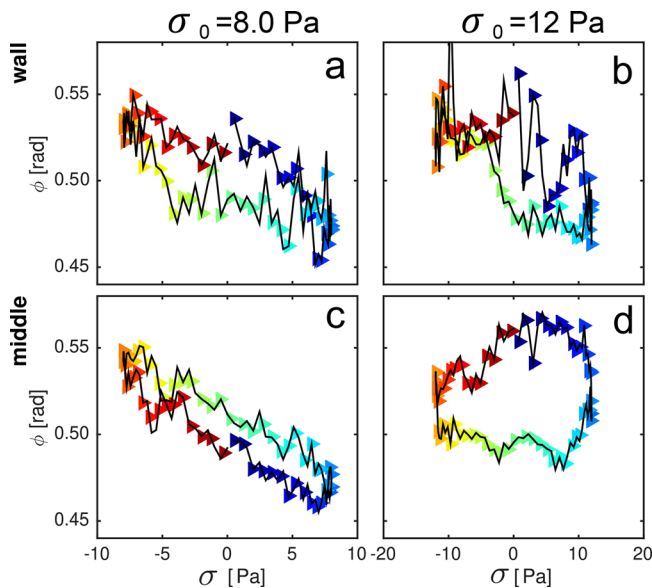 σ 0 =8.0 Pa
σ 0 =12 Pa
wall
a
b
0.55
0.50
0.45
ϕ [rad]
middle
c
d
0.55
0.50
0.45
ϕ [rad]
-10 -5 0 5 10
-20 -10 0 10 20
σ [Pa]
σ [Pa]